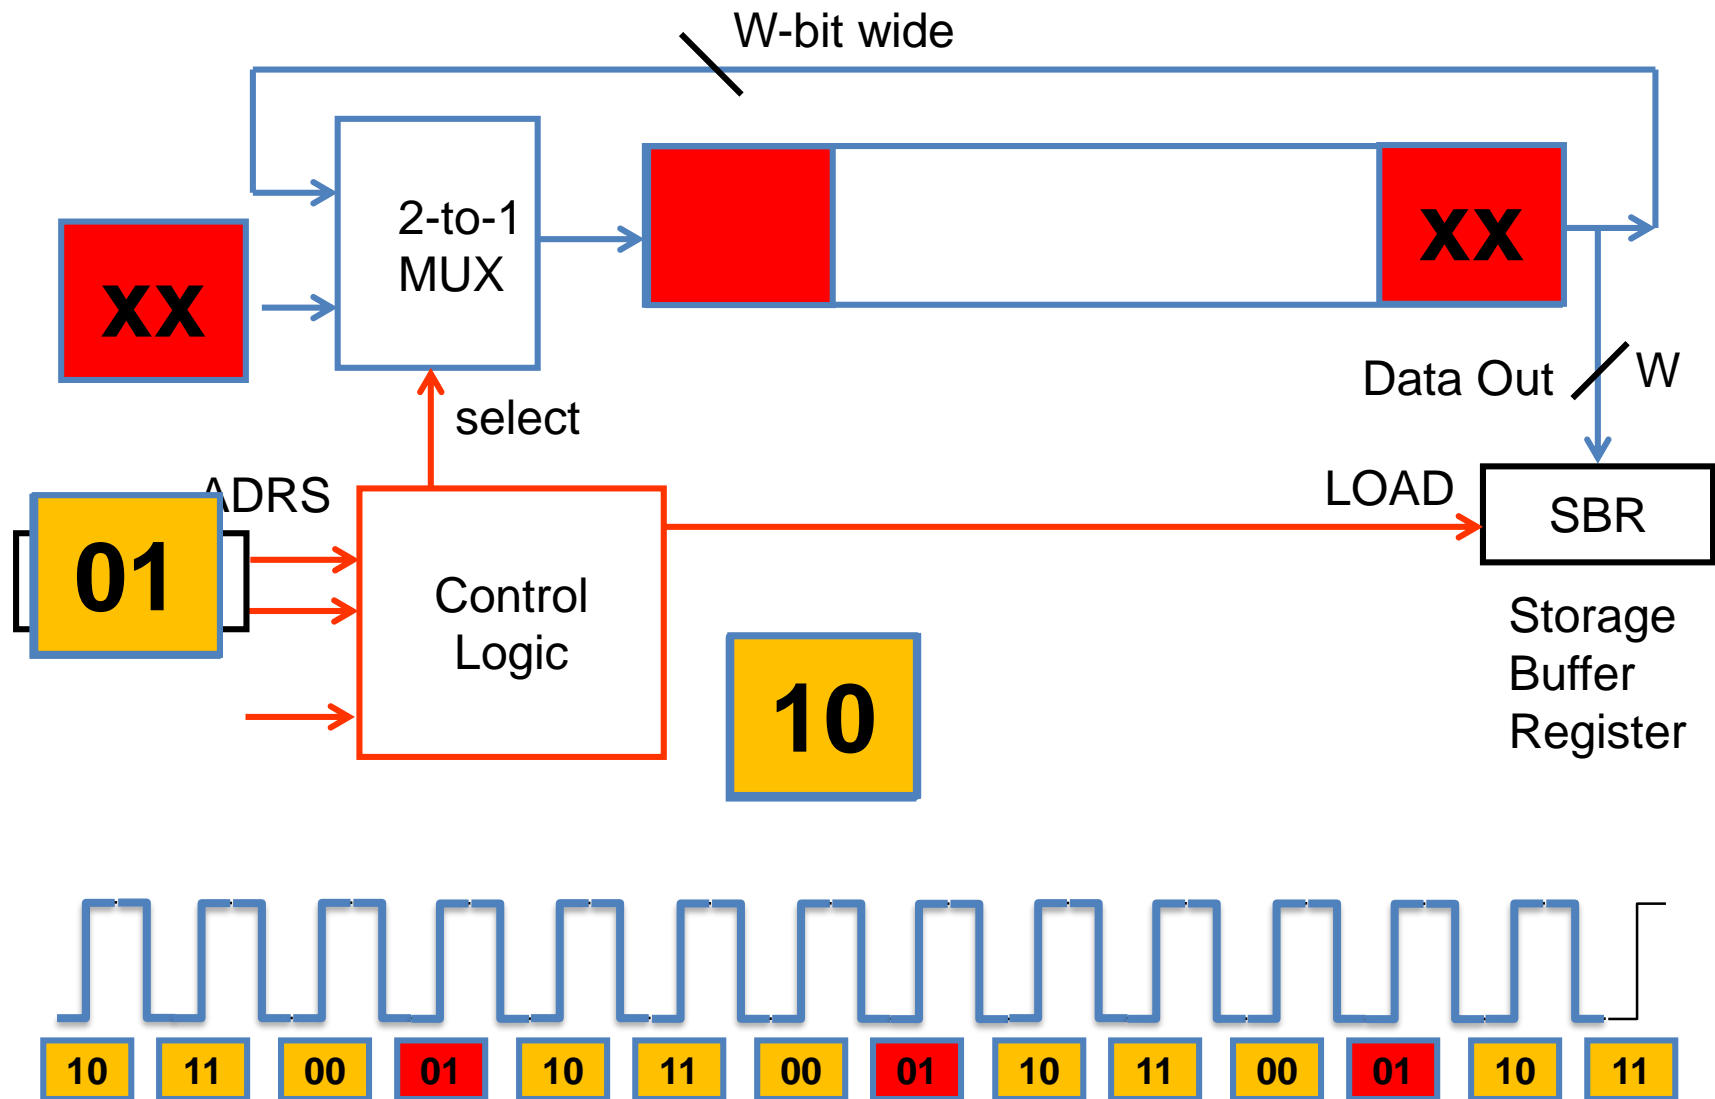 W-bit wide
2-to-1
MUX
xx
xx
Data Out
W
select
ADRS
LOAD
SBR
01
Control
Logic
10
Storage
Buffer
Register
10 11 00 01 10 11 00 01 10 11 00 01 10 11